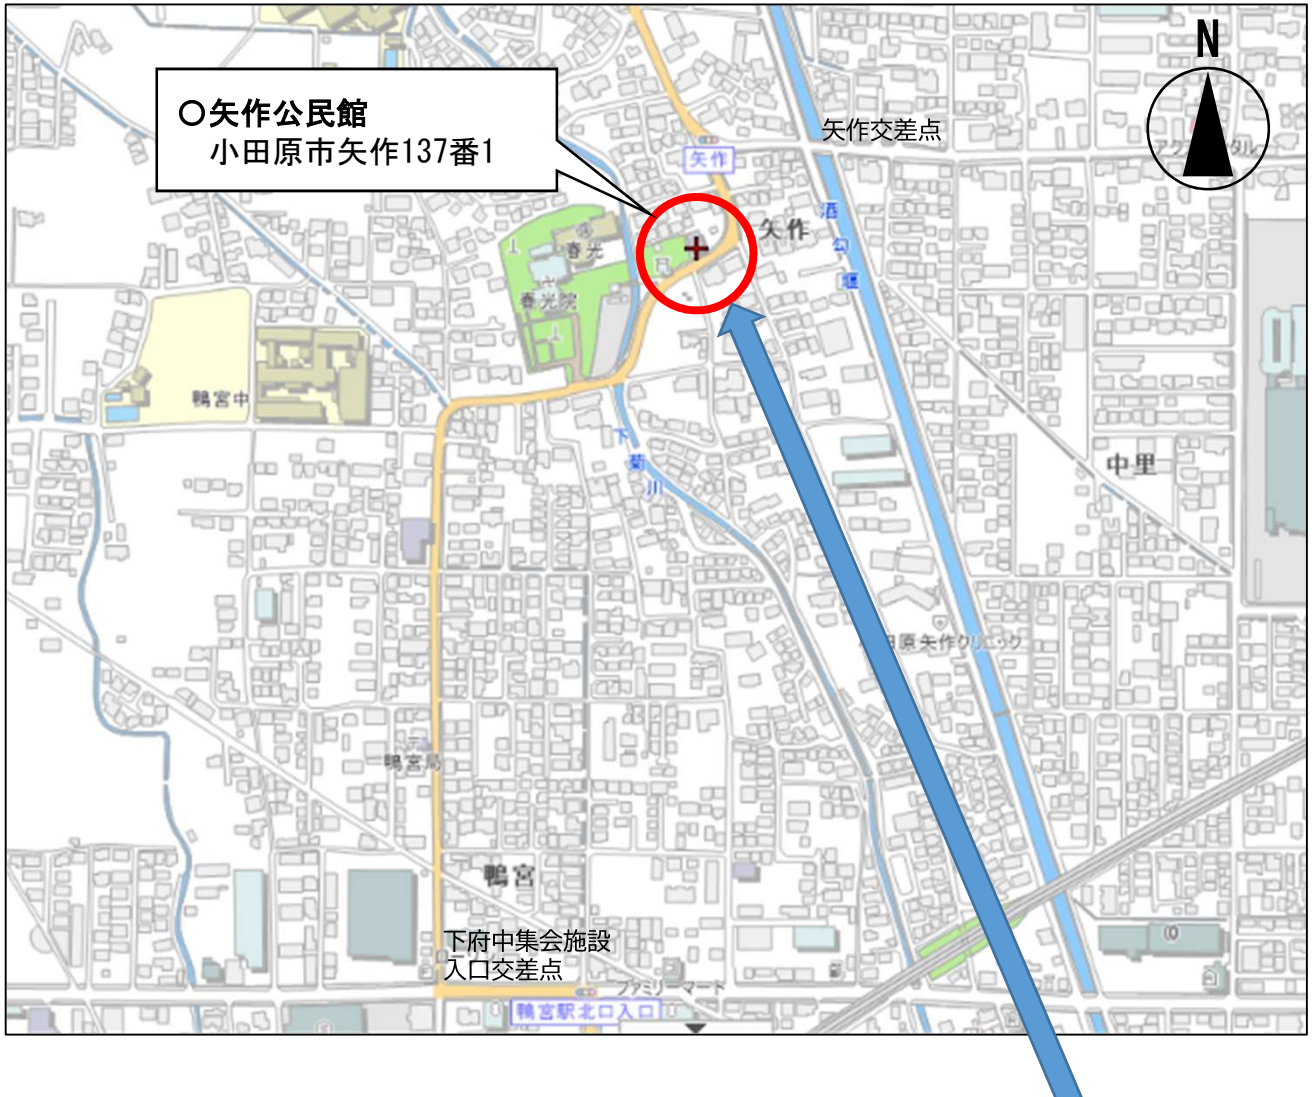 N
〇矢作公民館
小田原市矢作137番1
矢作交差点
矢作
矢作
酒匂堰
春光
春光院
鴨宮中
下菊川
中里
原矢作クリニック
鴨宮局
鴨宮
下府中集会施設
入口交差点
ファミリーマート
鴨宮駅北口入口